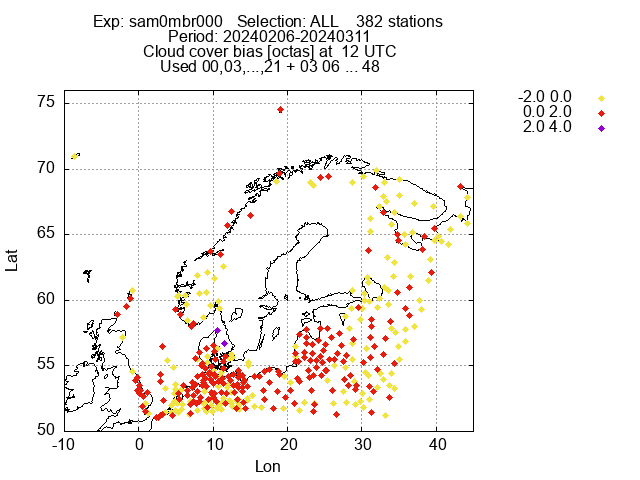 Exp: sam0mbr000 Selection: ALL 382 stations
Period: 20240206-20240311
Cloud cover bias [octas] at 12 UTC
Used 00,03,...,21 + 03 06 ... 48
-2.0 0.0
0.0 2.0
2.0 4.0
75
70
65
60
55
50
Lat
-10 0 10 20 30 40
Lon